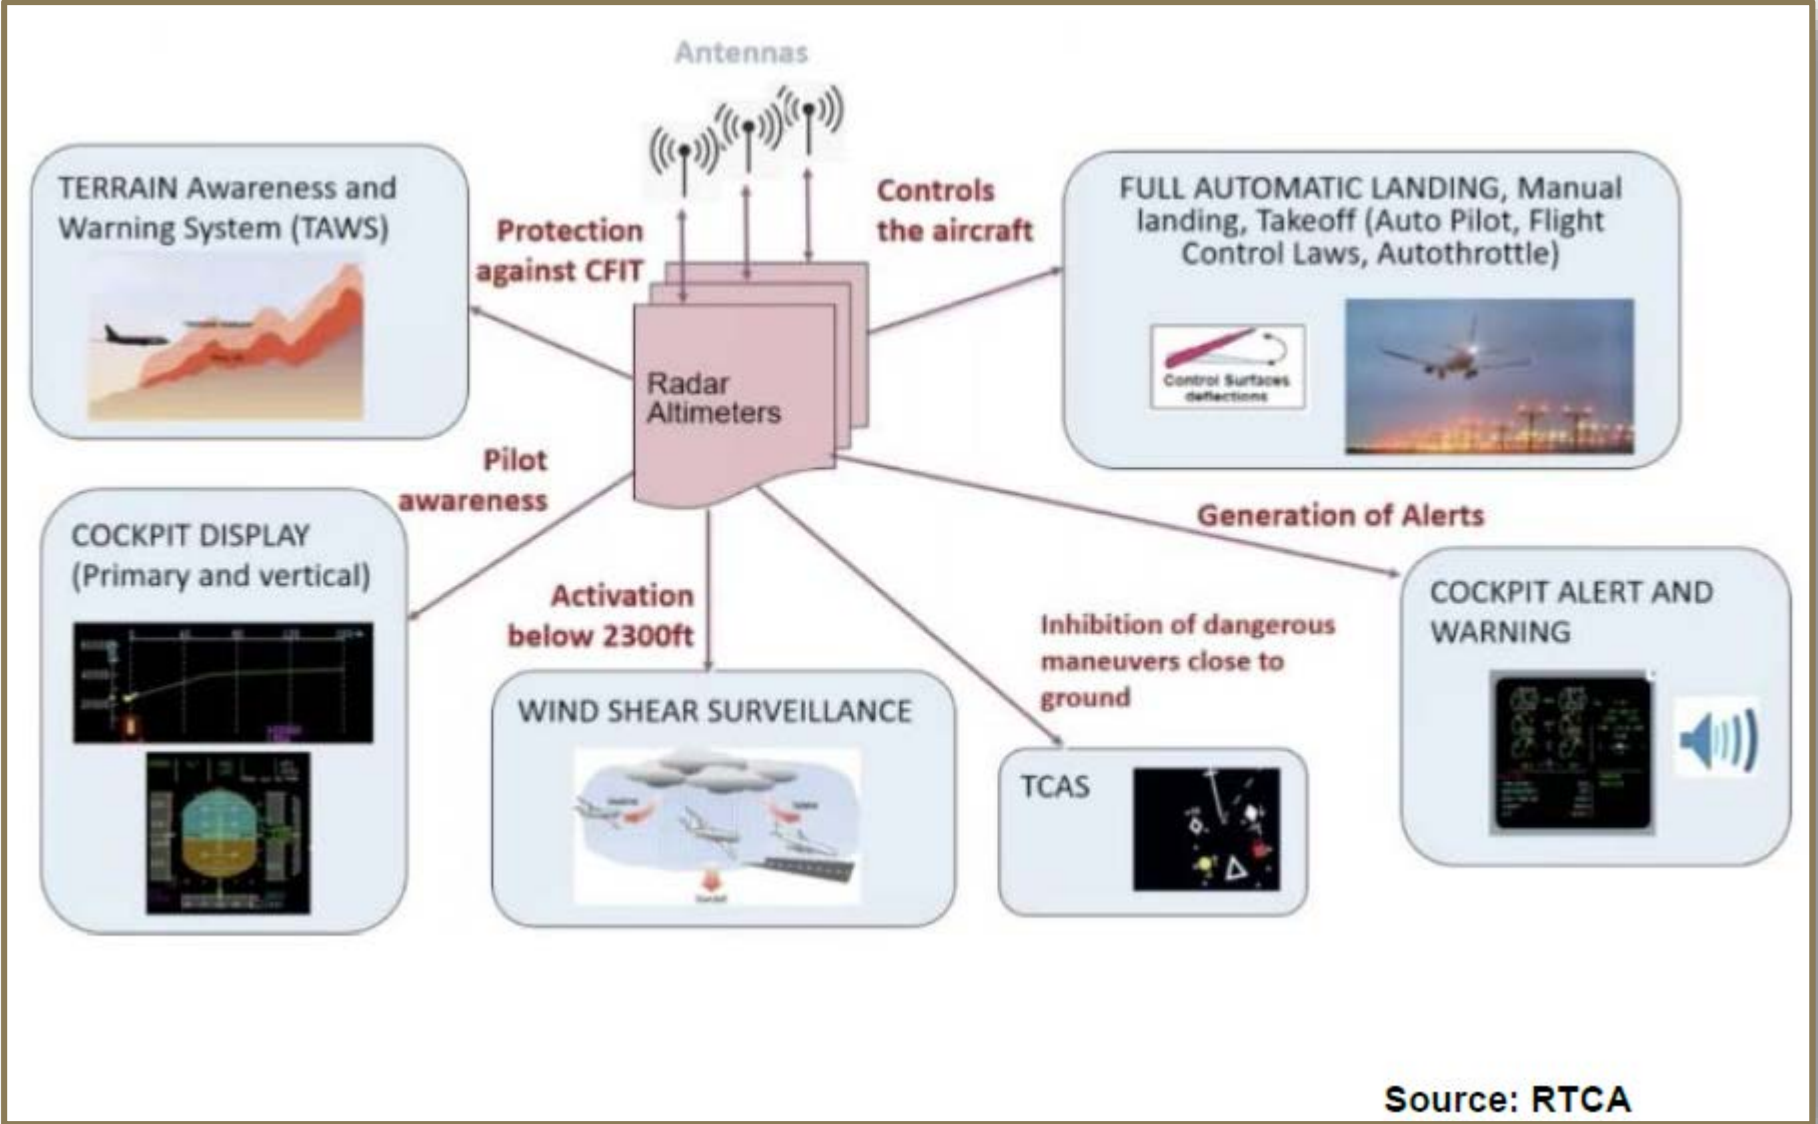 Antennas
TERRAIN Awareness and
Warning System (TAWS)
Protection
against CFIT
Controls
the aircraft
FULL AUTOMATIC LANDING, Manual
landing, Takeoff (Auto Pilot, Flight
Control Laws, Autothrottle)
Control Surfaces
deflections
Radar
Altimeters
Pilot
awareness
COCKPIT DISPLAY
(Primary and vertical)
Activation
below 2300ft
WIND SHEAR SURVEILLANCE
Inhibition of dangerous
maneuvers close to
ground
TCAS
Generation of Alerts
COCKPIT ALERT AND
WARNING
Source: RTCA